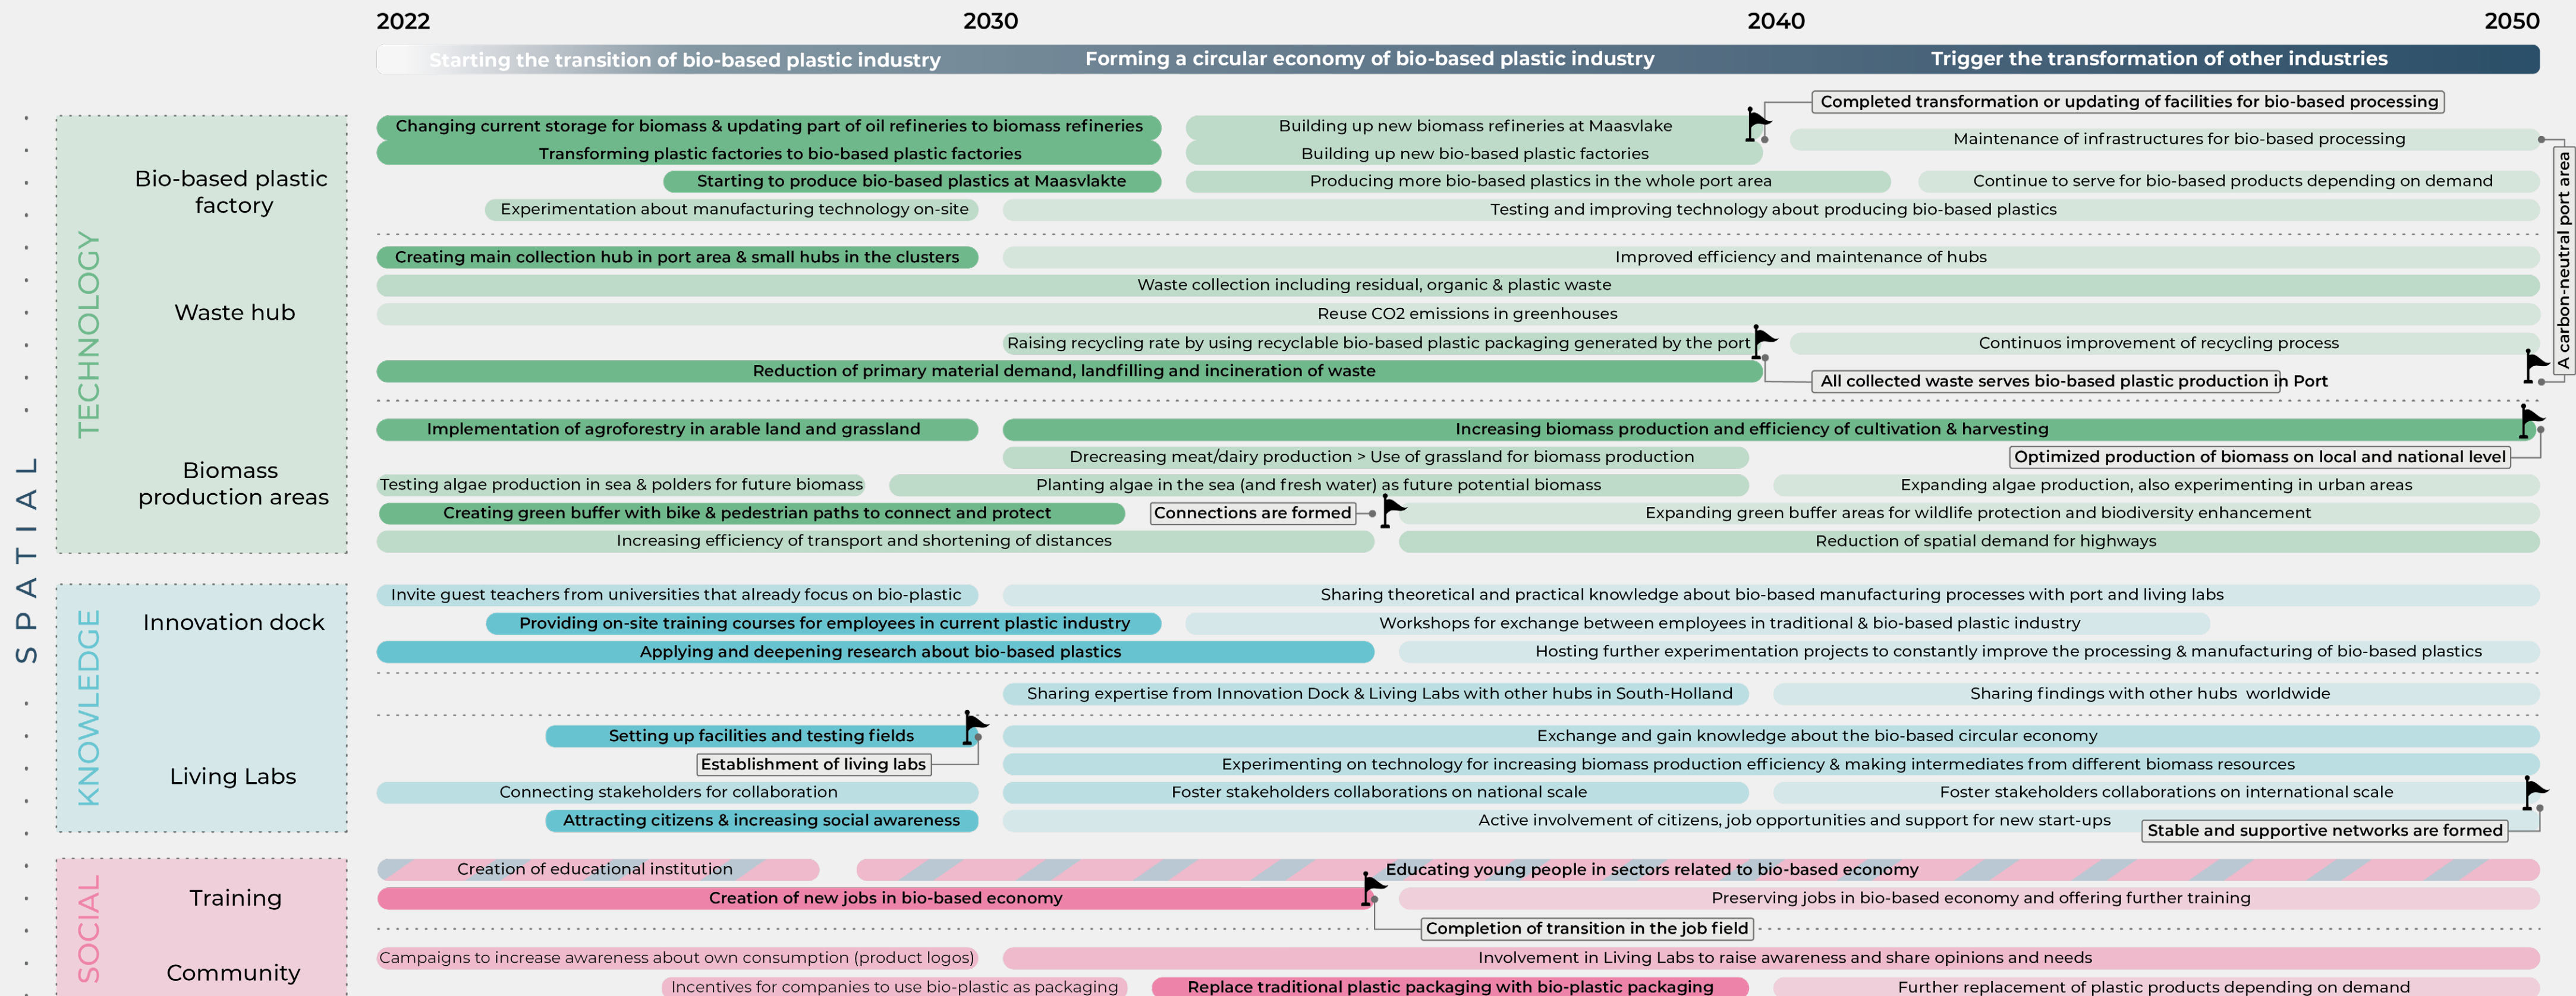 2022 2030 2040 2050
Starting the transition of bio-based plastic industry Forming a circular economy of bio-based plastic industry Trigger the transformation of other industries
SPATIAL
TECHNOLOGY
Completed transformation or updating of facilities for bio-based processing
Bio-based plastic
factory
Changing current storage for biomass & updating part of oil refineries to biomass refineries Building up new biomass refineries at Maasvlake
Maintenance of infrastructures for bio-based processing
Transforming plastic factories to bio-based plastic factories Building up new bio-based plastic factories
Starting to produce bio-based plastics at Maasvlakte Producing more bio-based plastics in the whole port area Continue to serve for bio-based products depending on demand
Experimentation about manufacturing technology on-site Testing and improving technology about producing bio-based plastics
A carbon-neutral port area
Waste hub
Creating main collection hub in port area & small hubs in the clusters Improved efficiency and maintenance of hubs
Waste collection including residual, organic & plastic waste
Reuse CO2 emissions in greenhouses
Raising recycling rate by using recyclable bio-based plastic packaging generated by the port Continuos improvement of recycling process
Reduction of primary material demand, landfilling and incineration of waste
All collected waste serves bio-based plastic production in Port
Biomass
production areas
Implementation of agroforestry in arable land and grassland Increasing biomass production and efficiency of cultivation & harvesting
Drecreasing meat/dairy production > Use of grassland for biomass production Optimized production of biomass on local and national level
Testing algae production in sea & polders for future biomass Planting algae in the sea (and fresh water) as future potential biomass Expanding algae production, also experimenting in urban areas
Creating green buffer with bike & pedestrian paths to connect and protect Connections are formed Expanding green buffer areas for wildlife protection and biodiversity enhancement
Increasing efficiency of transport and shortening of distances Reduction of spatial demand for highways
KNOWLEDGE
Innovation dock
Invite guest teachers from universities that already focus on bio-plastic Sharing theoretical and practical knowledge about bio-based manufacturing processes with port and living labs
Providing on-site training courses for employees in current plastic industry Workshops for exchange between employees in traditional & bio-based plastic industry
Applying and deepening research about bio-based plastics Hosting further experimentation projects to constantly improve the processing & manufacturing of bio-based plastics
Sharing expertise from Innovation Dock & Living Labs with other hubs in South-Holland Sharing findings with other hubs worldwide
Living Labs
Setting up facilities and testing fields Exchange and gain knowledge about the bio-based circular economy
Establishment of living labs Experimenting on technology for increasing biomass production efficiency & making intermediates from different biomass resources
Connecting stakeholders for collaboration Foster stakeholders collaborations on national scale Foster stakeholders collaborations on international scale
Attracting citizens & increasing social awareness Active involvement of citizens, job opportunities and support for new start-ups
Stable and supportive networks are formed
SOCIAL
Training
Creation of educational institution Educating young people in sectors related to bio-based economy
Creation of new jobs in bio-based economy Preserving jobs in bio-based economy and offering further training
Completion of transition in the job field
Community
Campaigns to increase awareness about own consumption (product logos) Involvement in Living Labs to raise awareness and share opinions and needs
Incentives for companies to use bio-plastic as packaging Replace traditional plastic packaging with bio-plastic packaging Further replacement of plastic products depending on demand